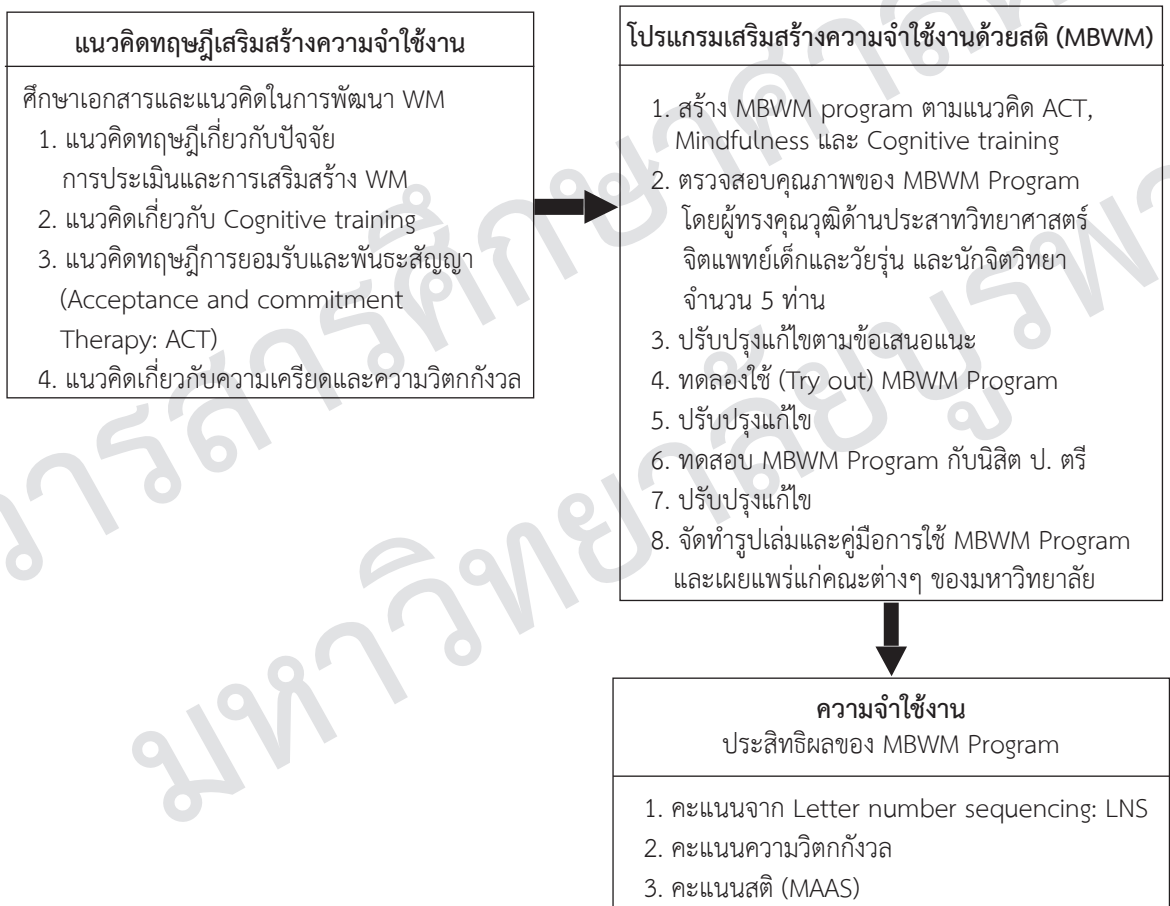 แนวคิดทฤษฎีเสริมสร้างความจำใช้งาน
ศึกษาเอกสารและแนวคิดในการพัฒนา WM
1. แนวคิดทฤษฎีเกี่ยวกับปัจจัย
การประเมินและการเสริมสร้าง WM
2. แนวคิดเกี่ยวกับ Cognitive training
3. แนวคิดทฤษฎีการยอมรับและพันธะสัญญา
(Acceptance and commitment
Therapy: ACT)
4. แนวคิดเกี่ยวกับความเครียดและความวิตกกังวล
โปรแกรมเสริมสร้างความจำใช้งานด้วยสติ (MBWM)
1. สร้าง MBWM program ตามแนวคิด ACT,
Mindfulness และ Cognitive training
2. ตรวจสอบคุณภาพของ MBWM Program
โดยผู้ทรงคุณวุฒิด้านประสาทวิทยาศาสตร์
จิตแพทย์เด็กและวัยรุ่น และนักจิตวิทยา
จำนวน 5 ท่าน
3. ปรับปรุงแก้ไขตามข้อเสนอแนะ
4. ทดลองใช้ (Try out) MBWM Program
5. ปรับปรุงแก้ไข
6. ทดสอบ MBWM Program กับนิสิต ป. ตรี
7. ปรับปรุงแก้ไข
8. จัดทำรูปเล่มและคู่มือการใช้ MBWM Program
และเผยแพร่แก่คณะต่างๆ ของมหาวิทยาลัย
ความจำใช้งาน
ประสิทธิผลของ MBWM Program
1. คะแนนจาก Letter number sequencing: LNS
2. คะแนนความวิตกกังวล
3. คะแนนสติ (MAAS)